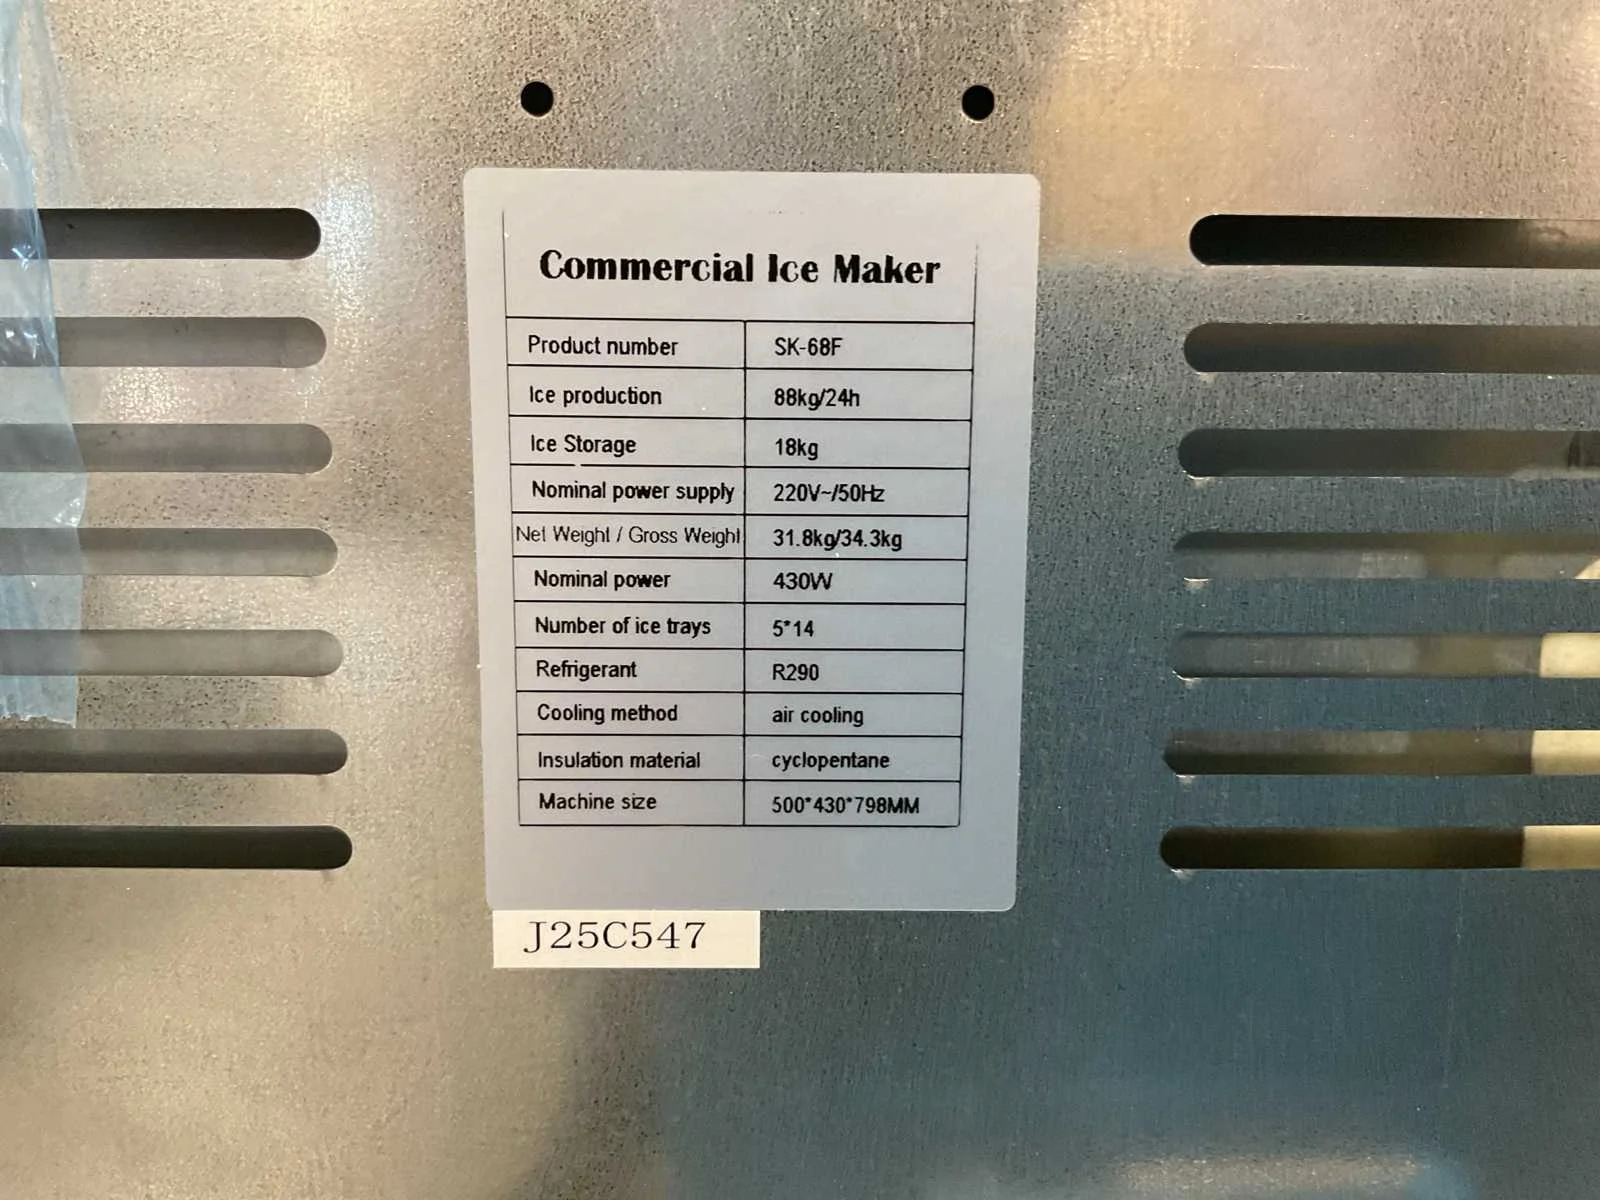 Commercial Ice Maker
Product number SK-68F
Ice production 88kg/24h
Ice Storage 18kg
Nominal power supply 220V~/50Hz
Net Weight / Gross Weight 31.8kg/34.3kg
Nominal power 430W
Number of ice trays 5*14
Refrigerant R290
Cooling method air cooling
Insulation material cyclopentane
Machine size 500*430*798MM
J25C547